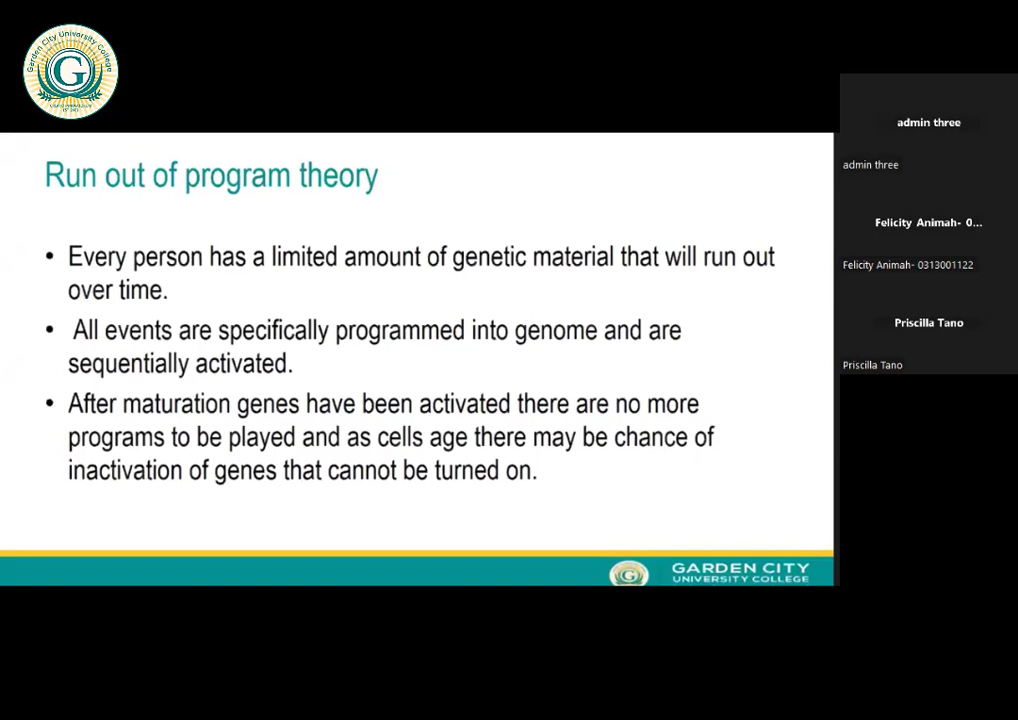 Garden City University College
G
admin three
admin three
Felicity Animah- 0...
Felicity Animah- 0313001122
Priscilla Tano
Priscilla Tano
Run out of program theory
• Every person has a limited amount of genetic material that will run out
over time.
• All events are specifically programmed into genome and are
sequentially activated.
• After maturation genes have been activated there are no more
programs to be played and as cells age there may be chance of
inactivation of genes that cannot be turned on.
G
GARDEN CITY
UNIVERSITY COLLEGE